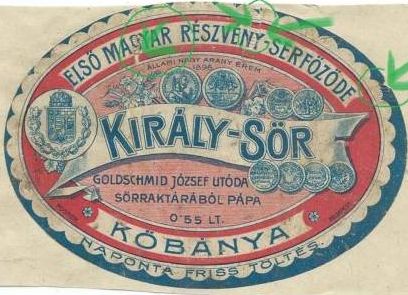 ELSŐ MAGYAR RÉSZVÉNY-SERFŐZŐDE
ÁLLAMI NAGY ARANY ÉREM
1896
KIRÁLY-SÖR
GOLDSCHMID JÓZSEF UTÓDA
SÖRRAKTÁRÁBÓL PÁPA
0'55 LT.
KŐBÁNYA
NAPONTA FRISS TÖLTÉS